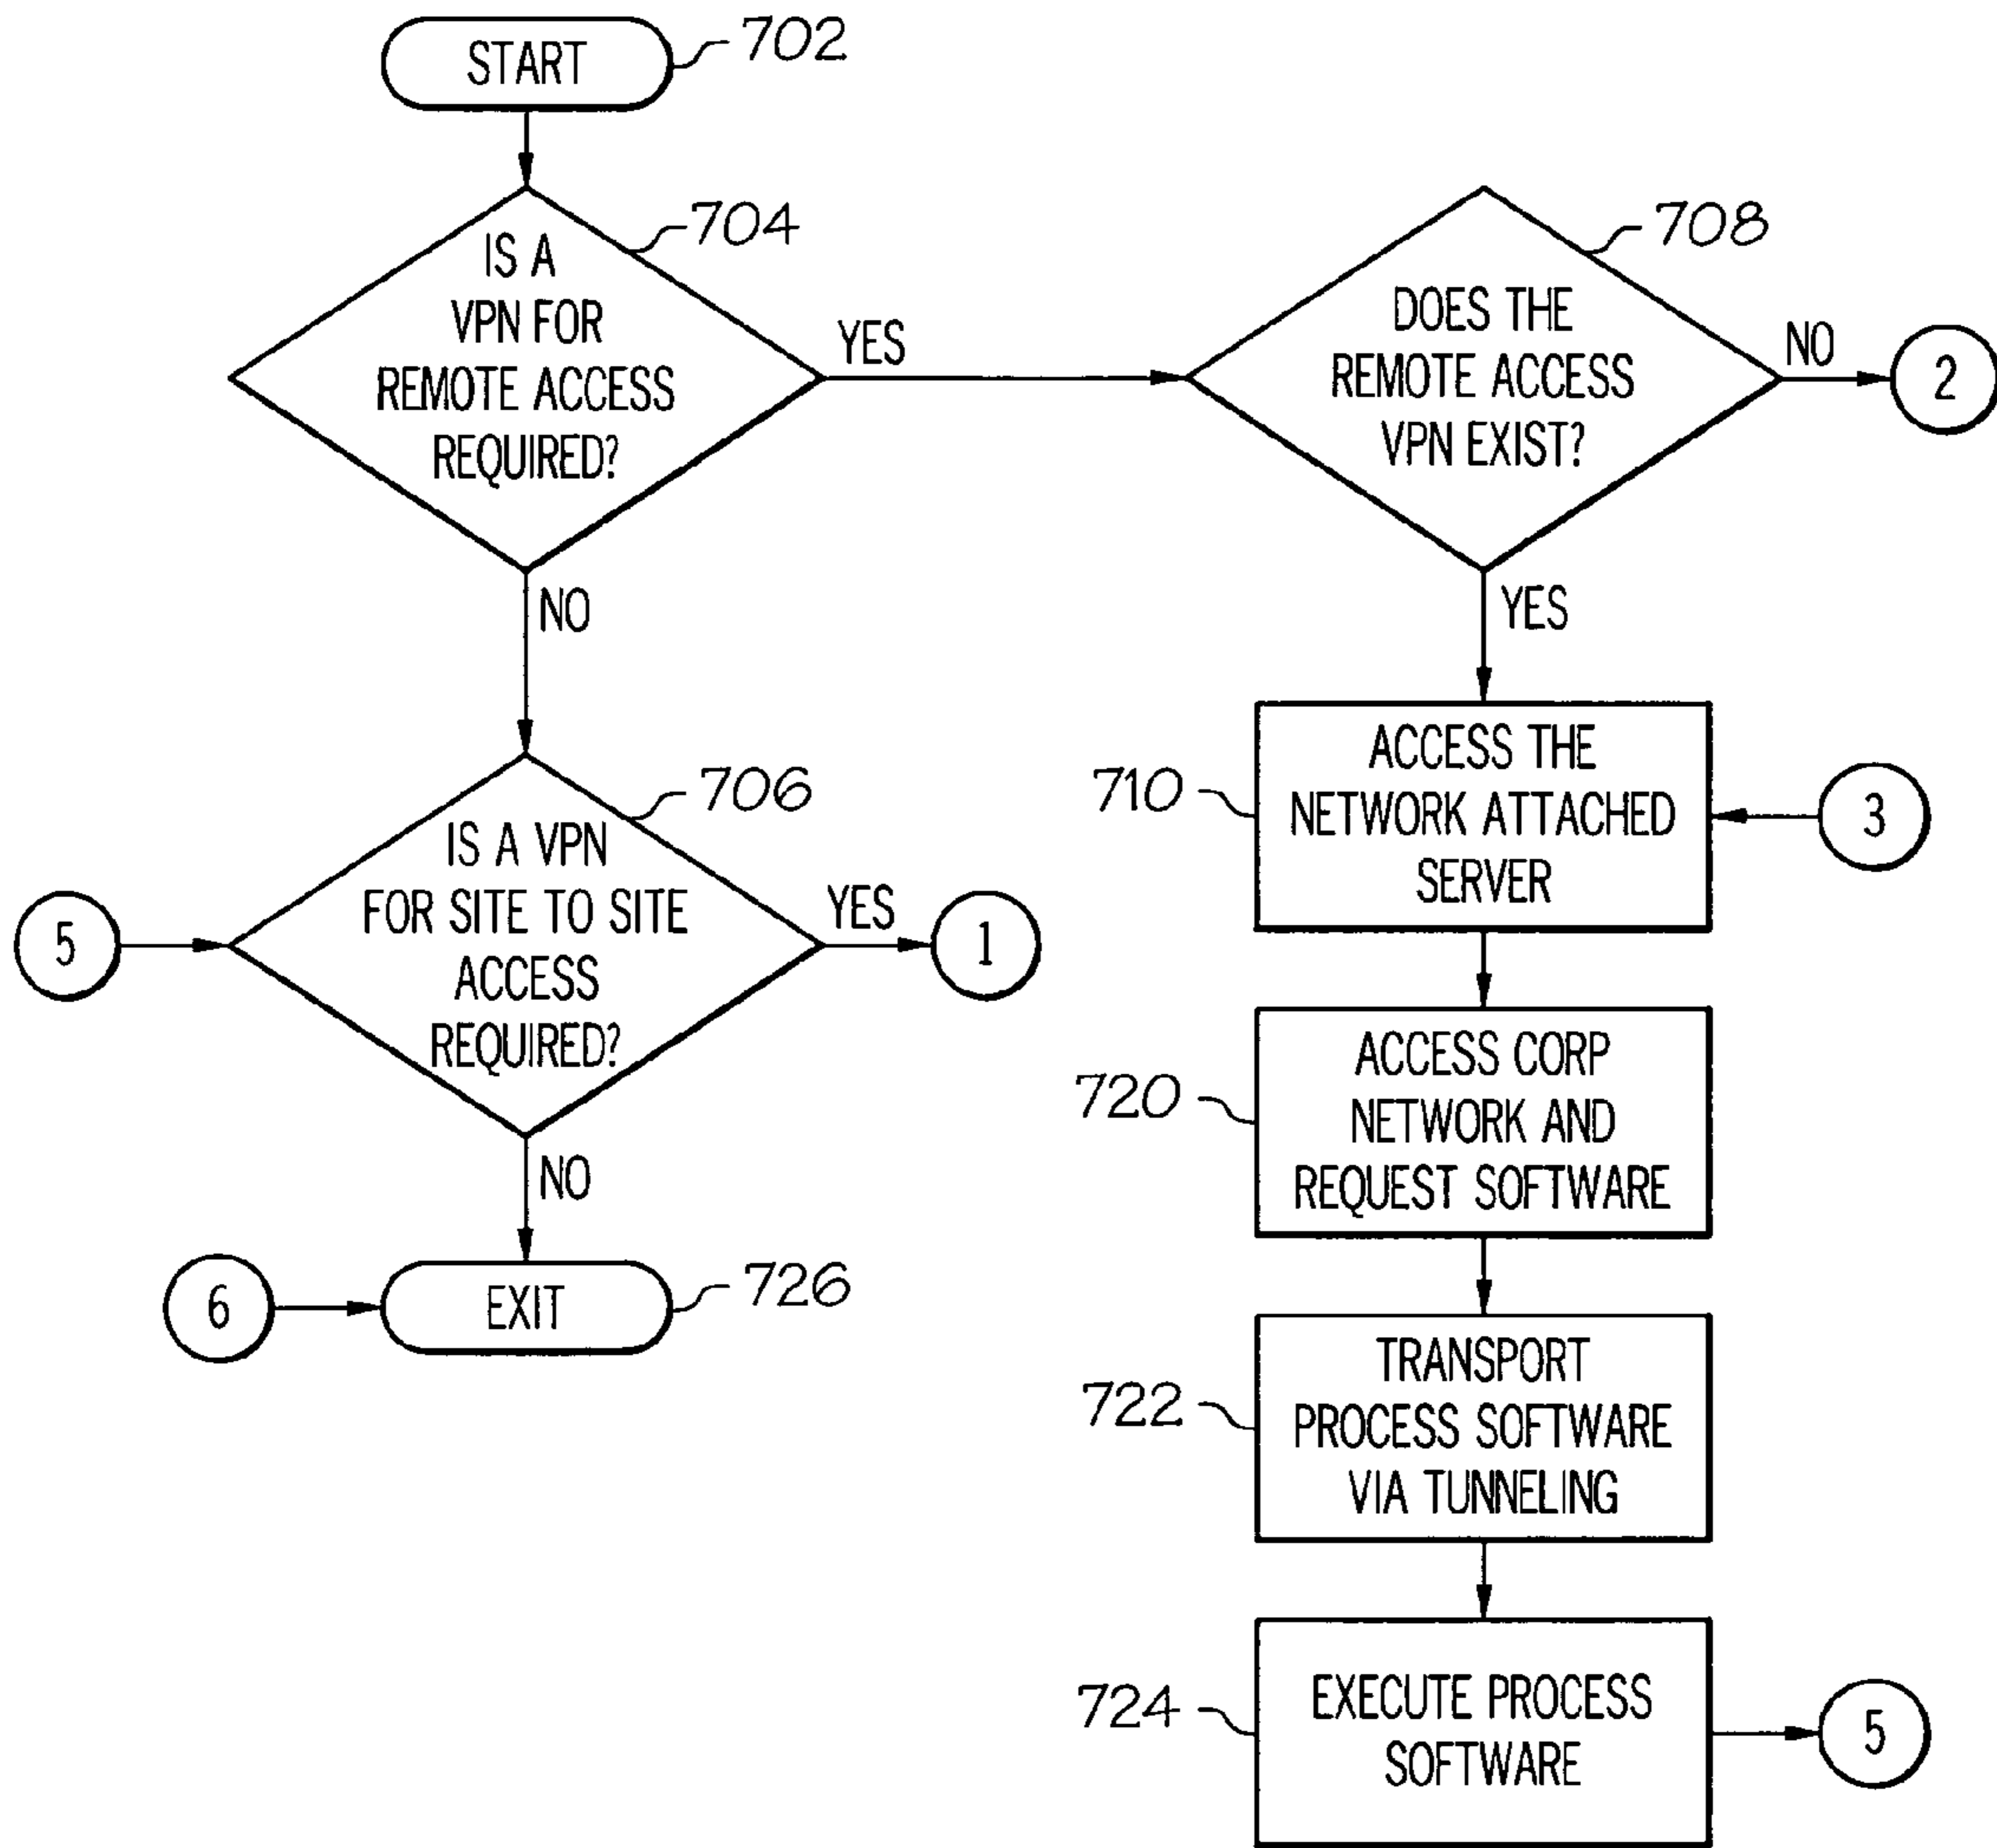 START
702
IS A
VPN FOR
REMOTE ACCESS
REQUIRED?
704
YES
NO
DOES THE
REMOTE ACCESS
VPN EXIST?
708
NO
2
YES
IS A VPN
FOR SITE TO SITE
ACCESS
REQUIRED?
706
5
YES
1
NO
6
EXIT
726
ACCESS THE
NETWORK ATTACHED
SERVER
710
3
ACCESS CORP
NETWORK AND
REQUEST SOFTWARE
720
TRANSPORT
PROCESS SOFTWARE
VIA TUNNELING
722
EXECUTE PROCESS
SOFTWARE
724
5